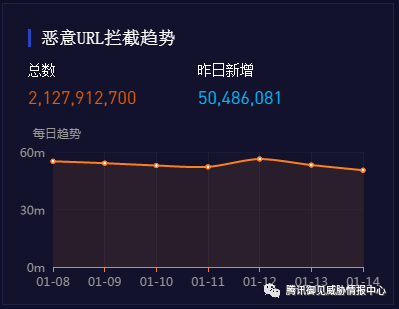 恶意URL拦截趋势
总数 昨日新增
2,127,912,700 50,486,081
每日趋势
60m
30m
0m
01-08 01-09 01-10 01-11 01-12 01-13 01-14
腾讯御见威胁情报中心